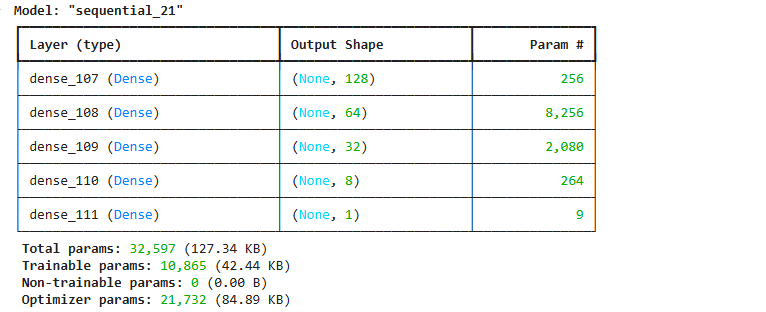 Model: "sequential_21"
Layer (type) Output Shape Param #
dense_107 (Dense) (None, 128) 256
dense_108 (Dense) (None, 64) 8,256
dense_109 (Dense) (None, 32) 2,080
dense_110 (Dense) (None, 8) 264
dense_111 (Dense) (None, 1) 9
Total params: 32,597 (127.34 KB)
Trainable params: 10,865 (42.44 KB)
Non-trainable params: 0 (0.00 B)
Optimizer params: 21,732 (84.89 KB)